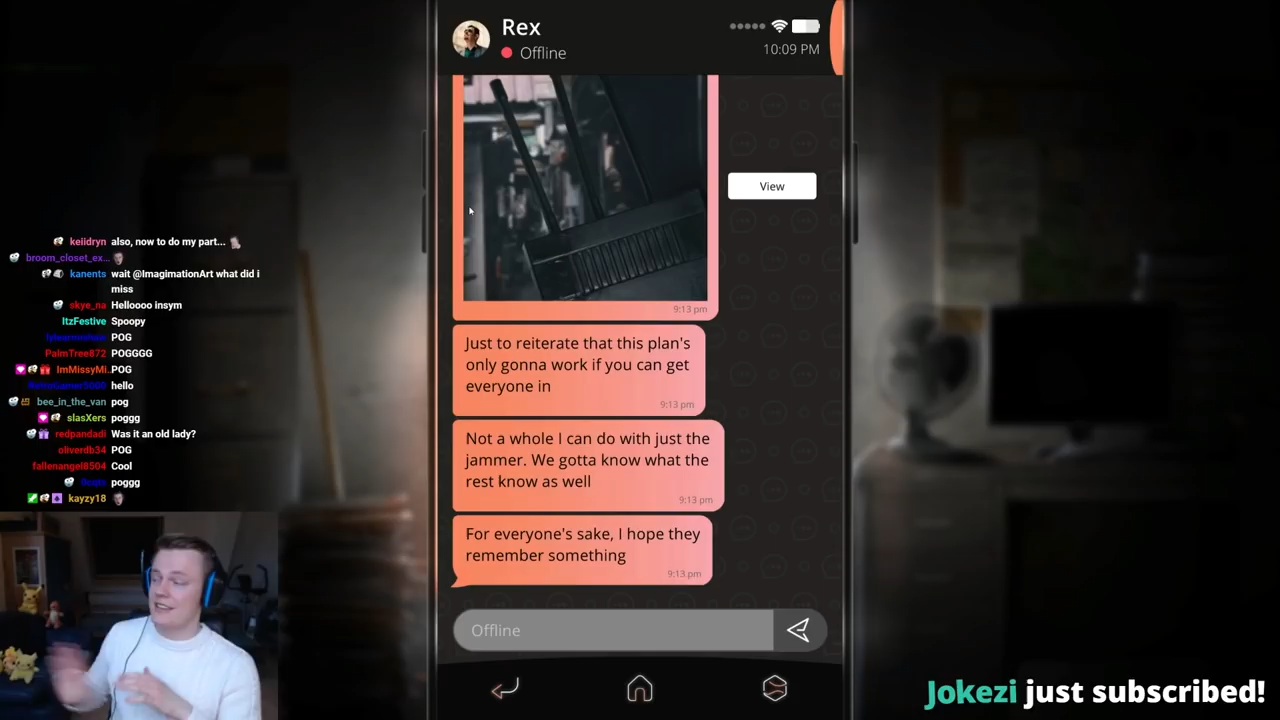 Rex
Offline
10:09 PM
View
9:13 pm
Just to reiterate that this plan's
only gonna work if you can get
everyone in
9:13 pm
Not a whole I can do with just the
jammer. We gotta know what the
rest know as well
9:13 pm
For everyone's sake, I hope they
remember something
9:13 pm
Offline
keiidryn also, now to do my part...
broom_closet_ex...
kanents wait @ImaginationArt what did i
miss
skye_na Helloooo insym
ItzFestive Spoopy
POG
PalmTree872 POGGGG
ImMissyMi.. POG
hello
bee_in_the_van pog
slasXers poggg
redpandadi Was it an old lady?
oliverdb34 POG
fallenangel8504 Cool
poggg
kayzy18
Jokezi just subscribed!